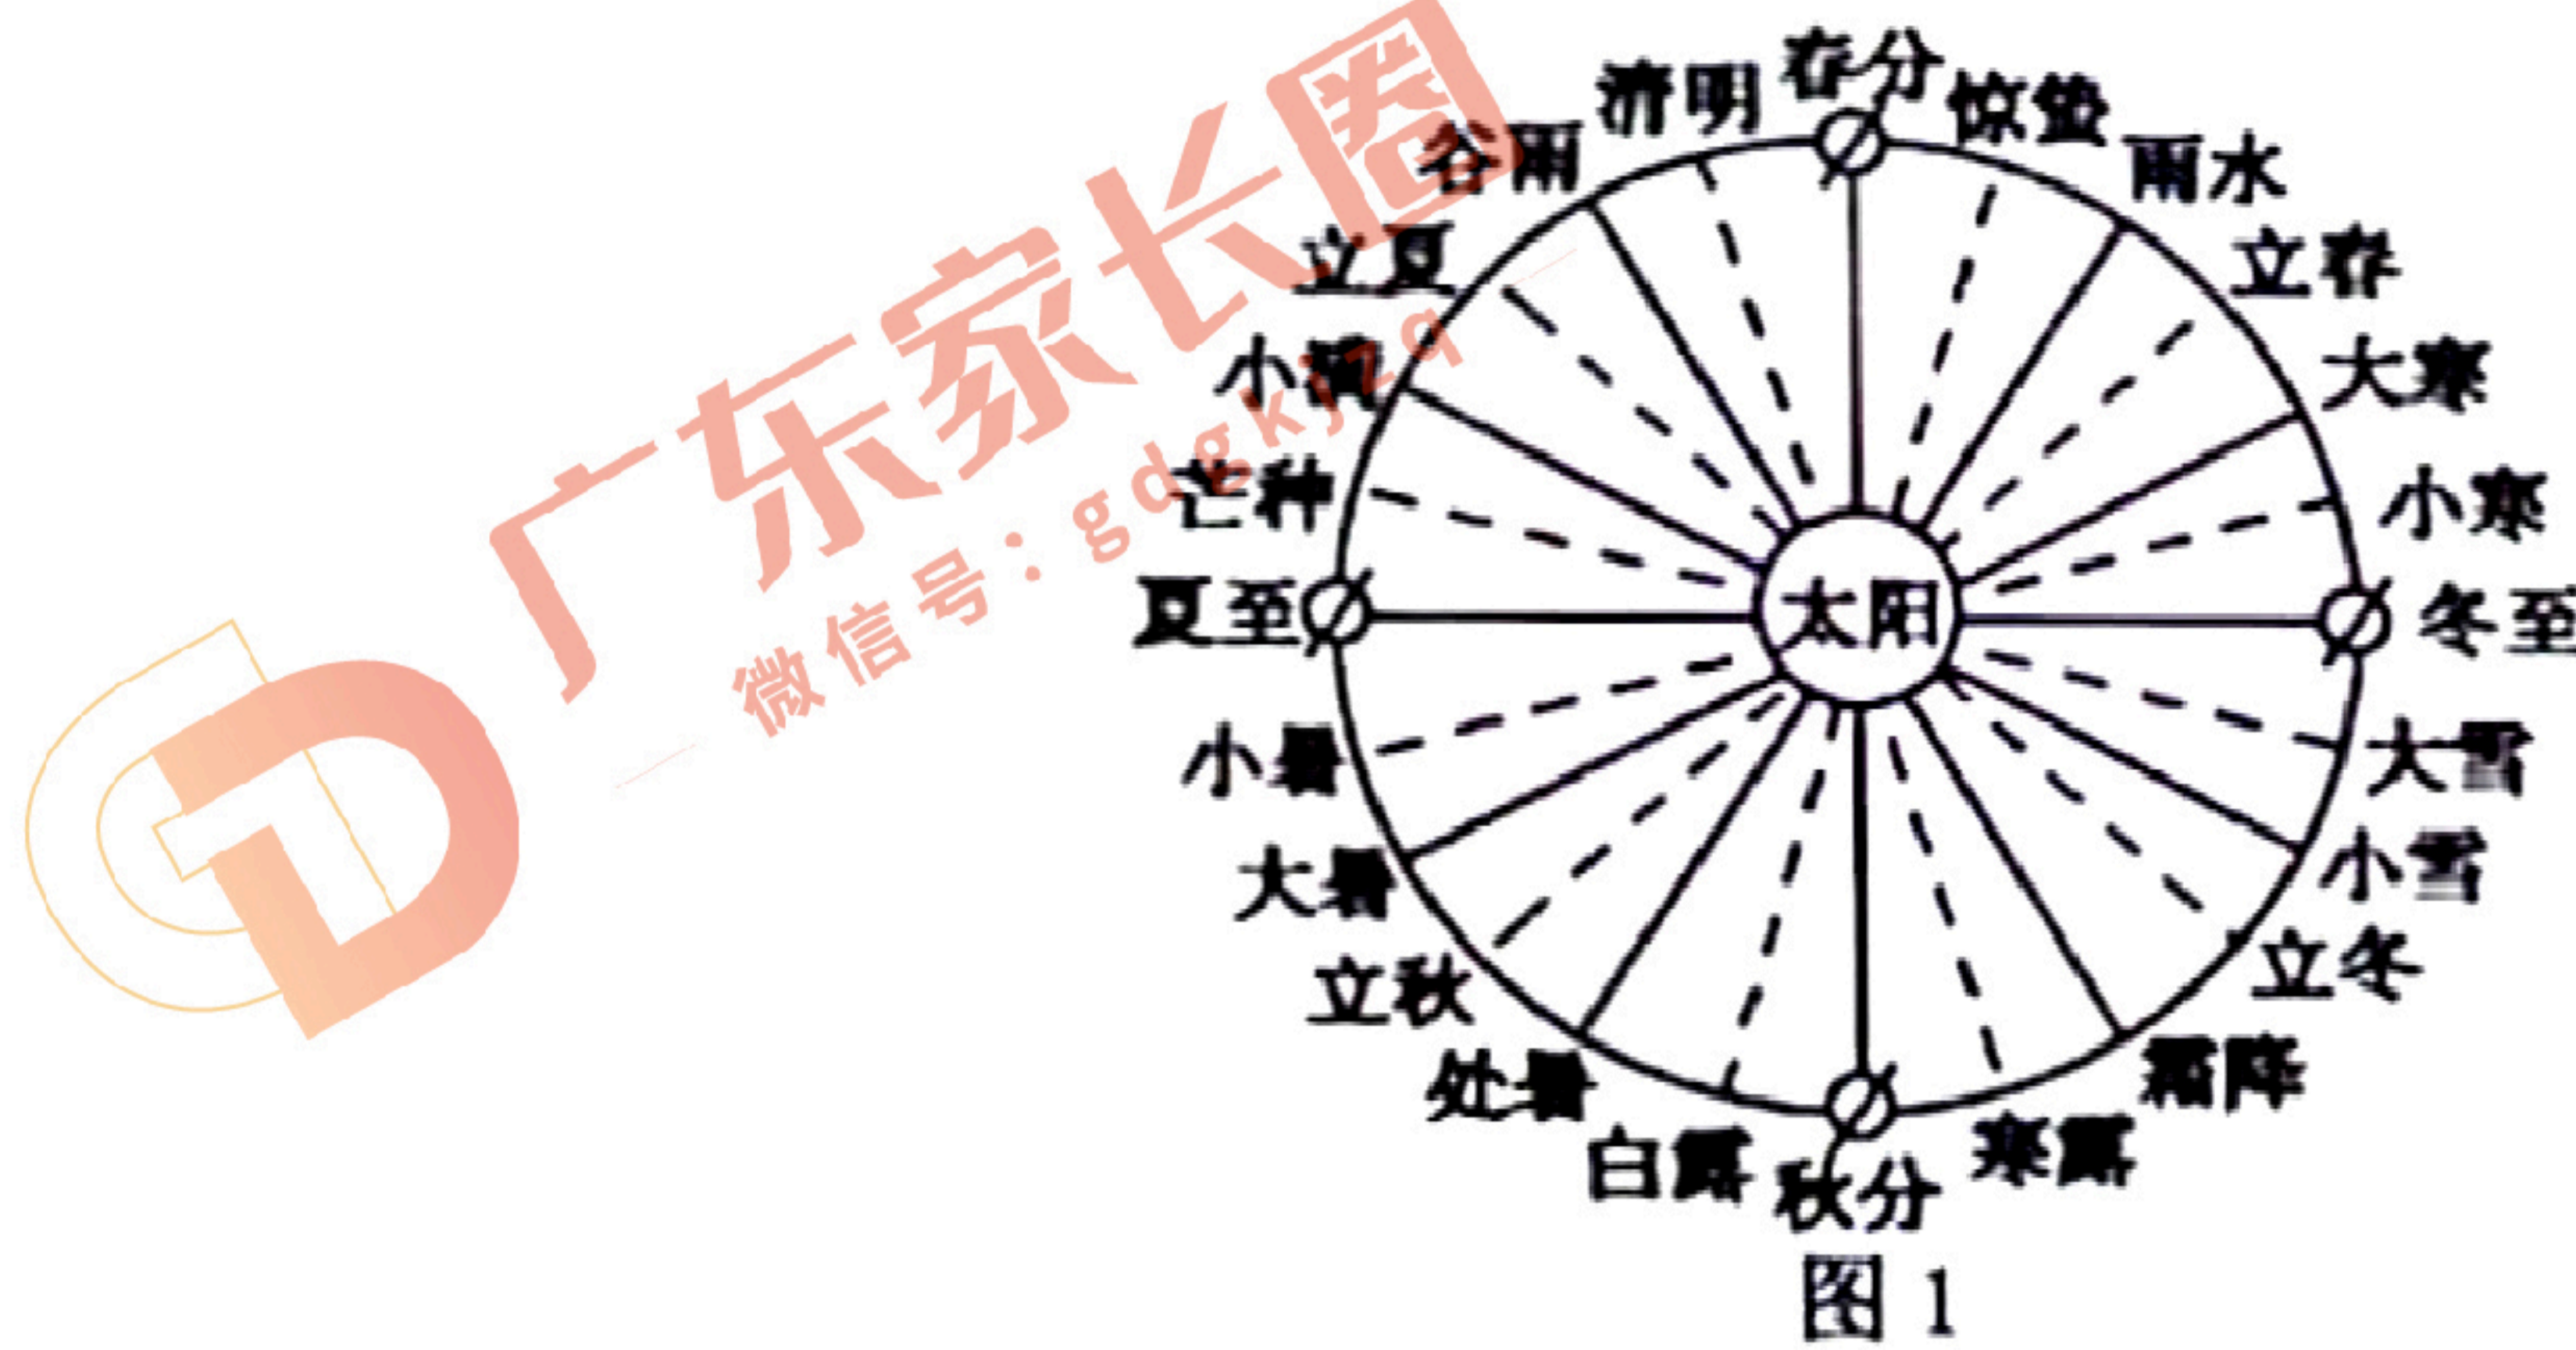 广东家长圈
微信号：gdgkjzq
春分
清明
惊蛰
谷雨
雨水
立夏
立春
小满
大寒
芒种
小寒
夏至
太阳
冬至
小暑
大雪
大暑
小雪
立秋
立冬
处暑
霜降
白露
秋分
寒露
图 1